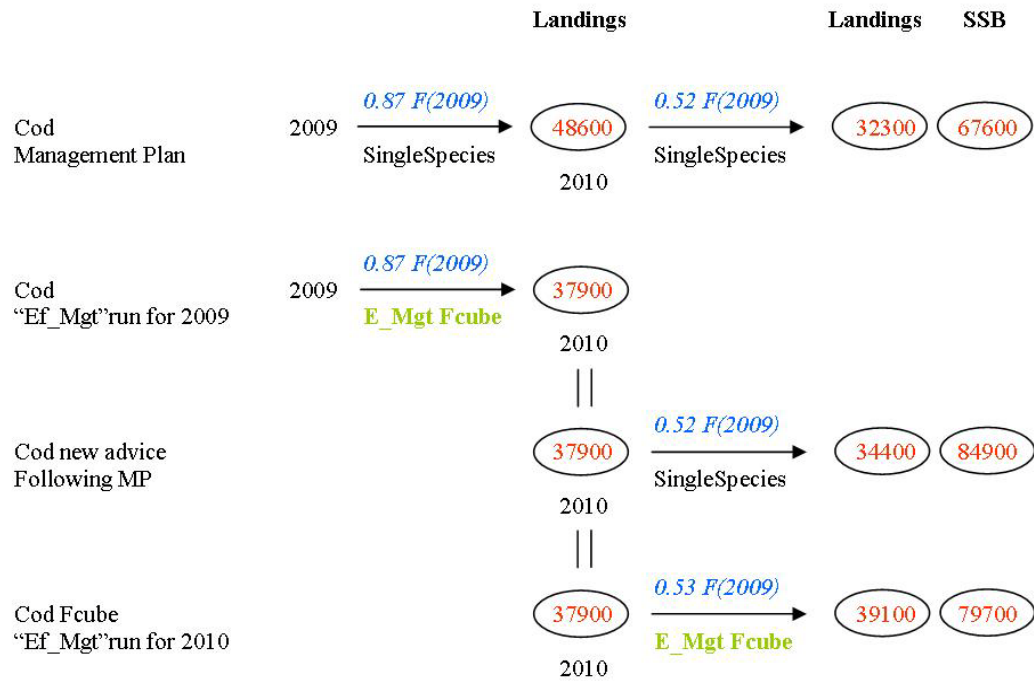 Landings Landings SSB
0.87 F(2009) 0.52 F(2009)
Cod 2009 48600 32300 67600
Management Plan SingleSpecies SingleSpecies
2010
0.87 F(2009)
Cod 2009 37900
“Ef_Mgt”run for 2009 E_Mgt Fcube
2010
0.52 F(2009)
Cod new advice 37900 34400 84900
Following MP SingleSpecies
2010
0.53 F(2009)
Cod Fcube 37900 39100 79700
“Ef_Mgt”run for 2010 E_Mgt Fcube
2010